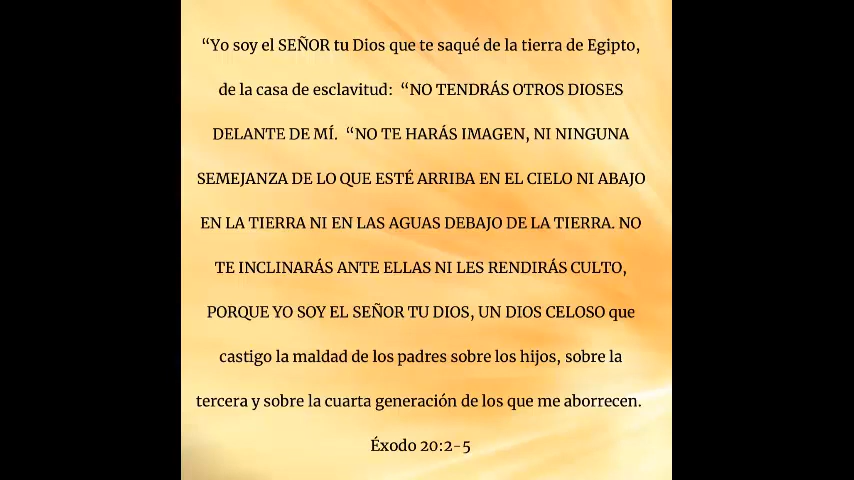 “Yo soy el SEÑOR tu Dios que te saqué de la tierra de Egipto,
de la casa de esclavitud: “NO TENDRÁS OTROS DIOSES
DELANTE DE MÍ. “NO TE HARÁS IMAGEN, NI NINGUNA
SEMEJANZA DE LO QUE ESTÉ ARRIBA EN EL CIELO NI ABAJO
EN LA TIERRA NI EN LAS AGUAS DEBAJO DE LA TIERRA. NO
TE INCLINARÁS ANTE ELLAS NI LES RENDIRÁS CULTO,
PORQUE YO SOY EL SEÑOR TU DIOS, UN DIOS CELOSO que
castigo la maldad de los padres sobre los hijos, sobre la
tercera y sobre la cuarta generación de los que me aborrecen.
Éxodo 20:2-5